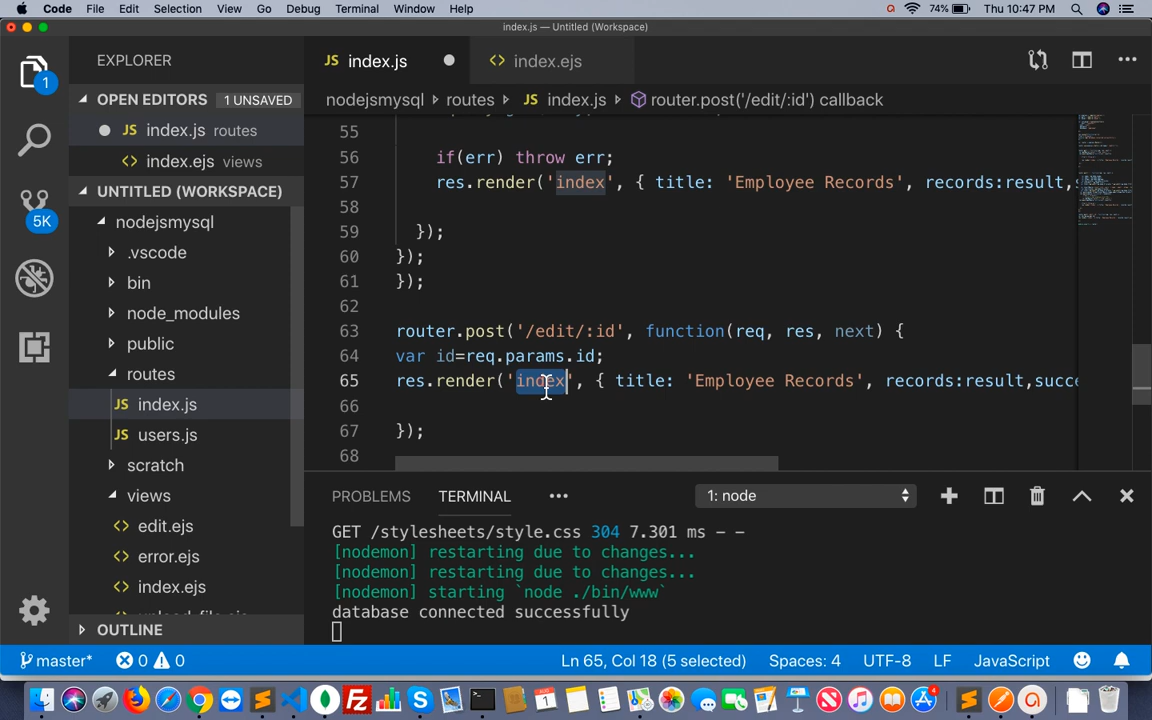 Code File Edit Selection View Go Debug Terminal Window Help 74% Thu 10:47 PM
index.js — Untitled (Workspace)
EXPLORER
JS index.js
<> index.ejs
1
OPEN EDITORS 1 UNSAVED
nodejsmysql routes JS index.js router.post('/edit/:id') callback
JS index.js routes
<> index.ejs views
UNTITLED (WORKSPACE)
5K
nodejsmysql
.vscode
bin
node_modules
public
routes
JS index.js
JS users.js
scratch
views
<> edit.ejs
<> error.ejs
<> index.ejs
OUTLINE
55
56 if(err) throw err;
57 res.render('index', { title: 'Employee Records', records:result,
58
59 });
60 });
61 });
62
63 router.post('/edit/:id', function(req, res, next) {
64 var id=req.params.id;
65 res.render('index', { title: 'Employee Records', records:result,succe
66
67 });
68
PROBLEMS TERMINAL ••• 1: node
GET /stylesheets/style.css 304 7.301 ms - -
[nodemon] restarting due to changes...
[nodemon] restarting due to changes...
[nodemon] starting `node ./bin/www`
database connected successfully
master* 0 0 Ln 65, Col 18 (5 selected) Spaces: 4 UTF-8 LF JavaScript